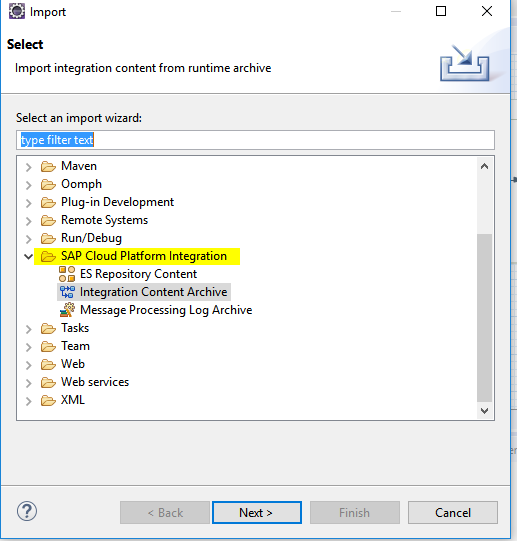 Import
Select
Import integration content from runtime archive
Select an import wizard:
type filter text
Maven
Oomph
Plug-in Development
Remote Systems
Run/Debug
SAP Cloud Platform Integration
ES Repository Content
Integration Content Archive
Message Processing Log Archive
Tasks
Team
Web
Web services
XML
?
< Back
Next >
Finish
Cancel